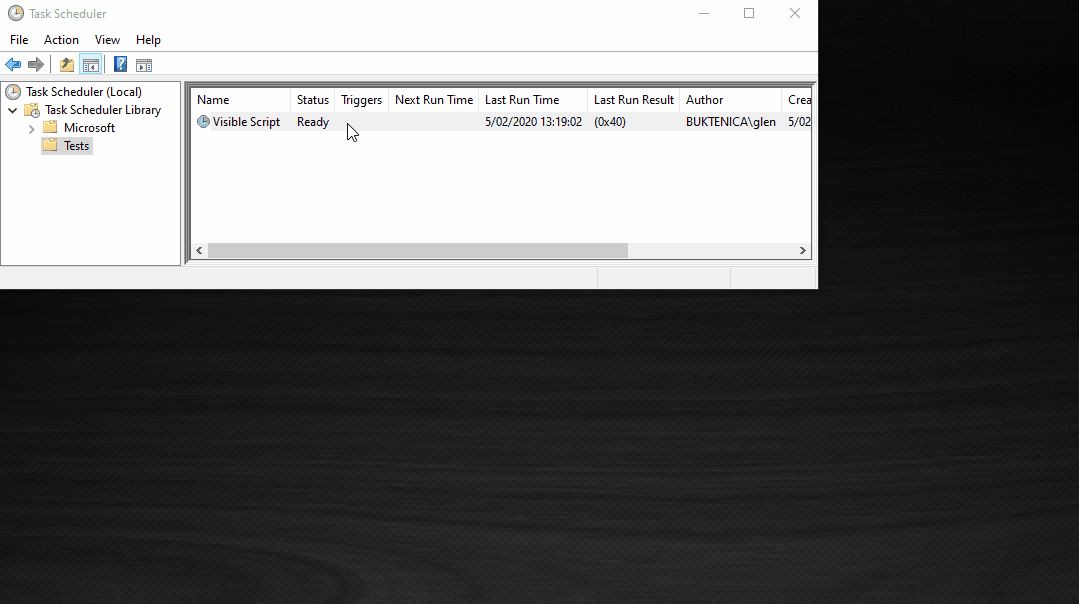 Task Scheduler
File Action View Help
Task Scheduler (Local)
Task Scheduler Library
Microsoft
Tests
Name Status Triggers Next Run Time Last Run Time Last Run Result Author Crea
Visible Script Ready 5/02/2020 13:19:02 (0x40) BUKTENICA\glen 5/02